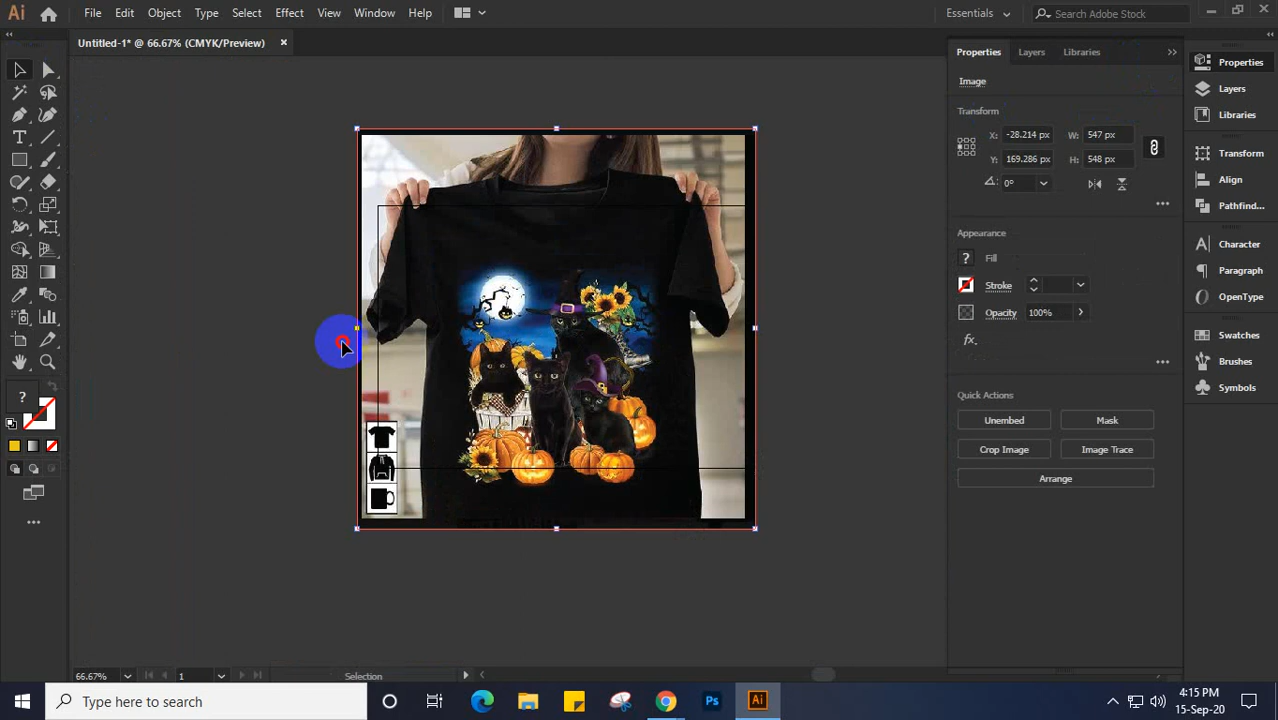 Ai File Edit Object Type Select Effect View Window Help Essentials Search Adobe Stock
Untitled-1* @ 66.67% (CMYK/Preview)
Properties Layers Libraries
Image
Transform
X: -28.214 px W: 547 px
Y: 169.286 px H: 548 px
0°
Appearance
? Fill
Stroke
Opacity 100%
fx.
Quick Actions
Unembed Mask
Crop Image Image Trace
Arrange
Properties
Layers
Libraries
Transform
Align
Pathfind...
Character
Paragraph
OpenType
Swatches
Brushes
Symbols
?
66.67% 1 Selection
Type here to search
Ps Ai
4:15 PM
15-Sep-20